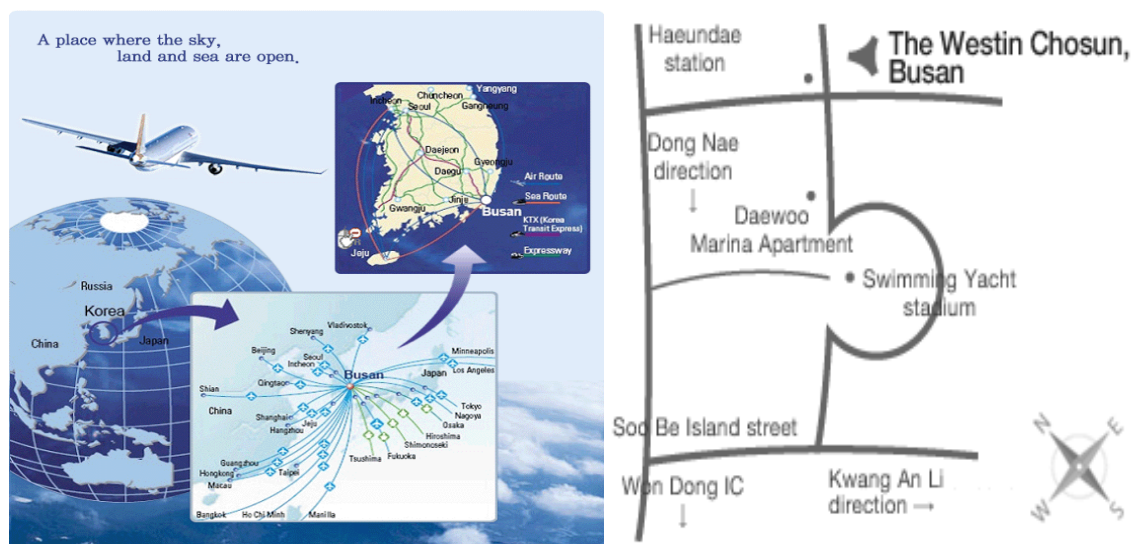 A place where the sky,
land and sea are open.
Yangyang
Chuncheon
Incheon
Seoul
Gangneung
Daejeon
Gyeongju
Daegu
Air Route
Gwangju
Jinju
Sea Route
Busan
KTX (Korea
Transit Express)
Jeju
Expressway
Russia
Korea
China
Japan
Vladivostok
Shenyang
Beijing
Seoul
Incheon
Minneapolis
Busan
Japan
Los Angeles
Qingtao
Shian
China
Shanghai
Jeju
Hangzhou
Tokyo
Nagoya
Osaka
Hiroshima
Shimonoseki
Fukuoka
Tsushima
Guangzhou
Hongkong
Taipei
Macau
Bangkok
Ho Chi Minh
Manilla
Haeundae
station
The Westin Chosun,
Busan
Dong Nae
direction
Daewoo
Marina Apartment
Swimming Yacht
stadium
Soo Be Island street
Won Dong IC
Kwang An Li
direction
N
E
W
S